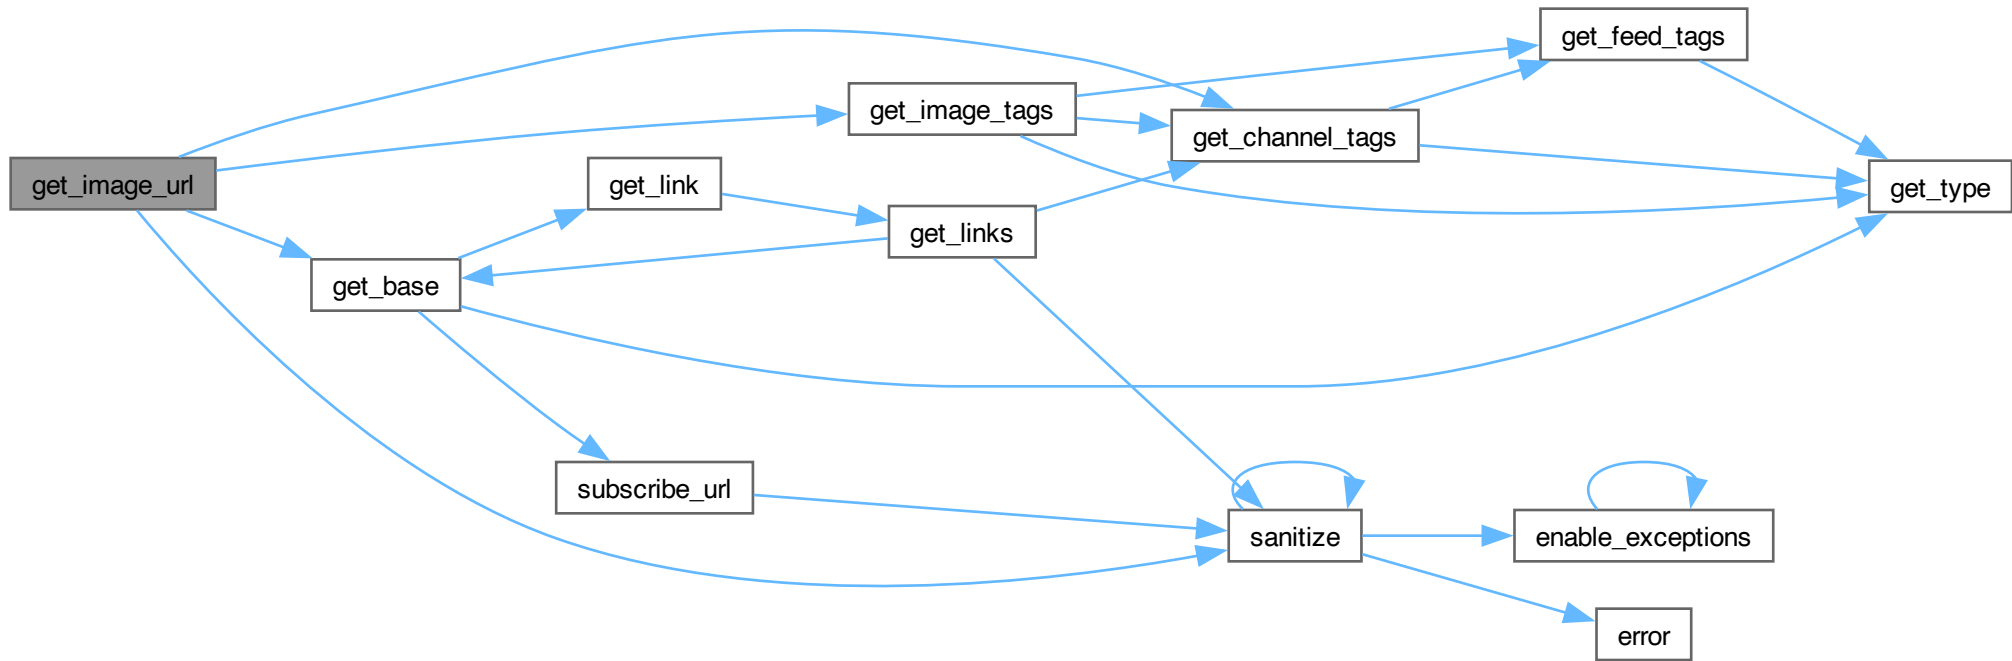 get_feed_tags
get_image_tags
get_channel_tags
get_image_url
get_link
get_type
get_links
get_base
subscribe_url
sanitize
enable_exceptions
error